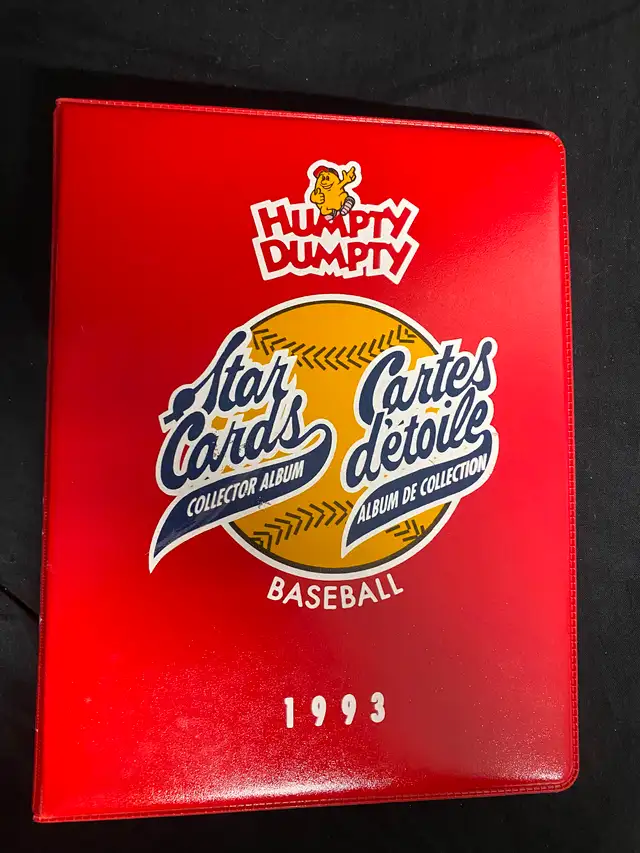 HUMPTY
DUMPTY
Star
Cards
COLLECTOR ALBUM
Cartes
d'étoile
ALBUM DE COLLECTION
BASEBALL
1993